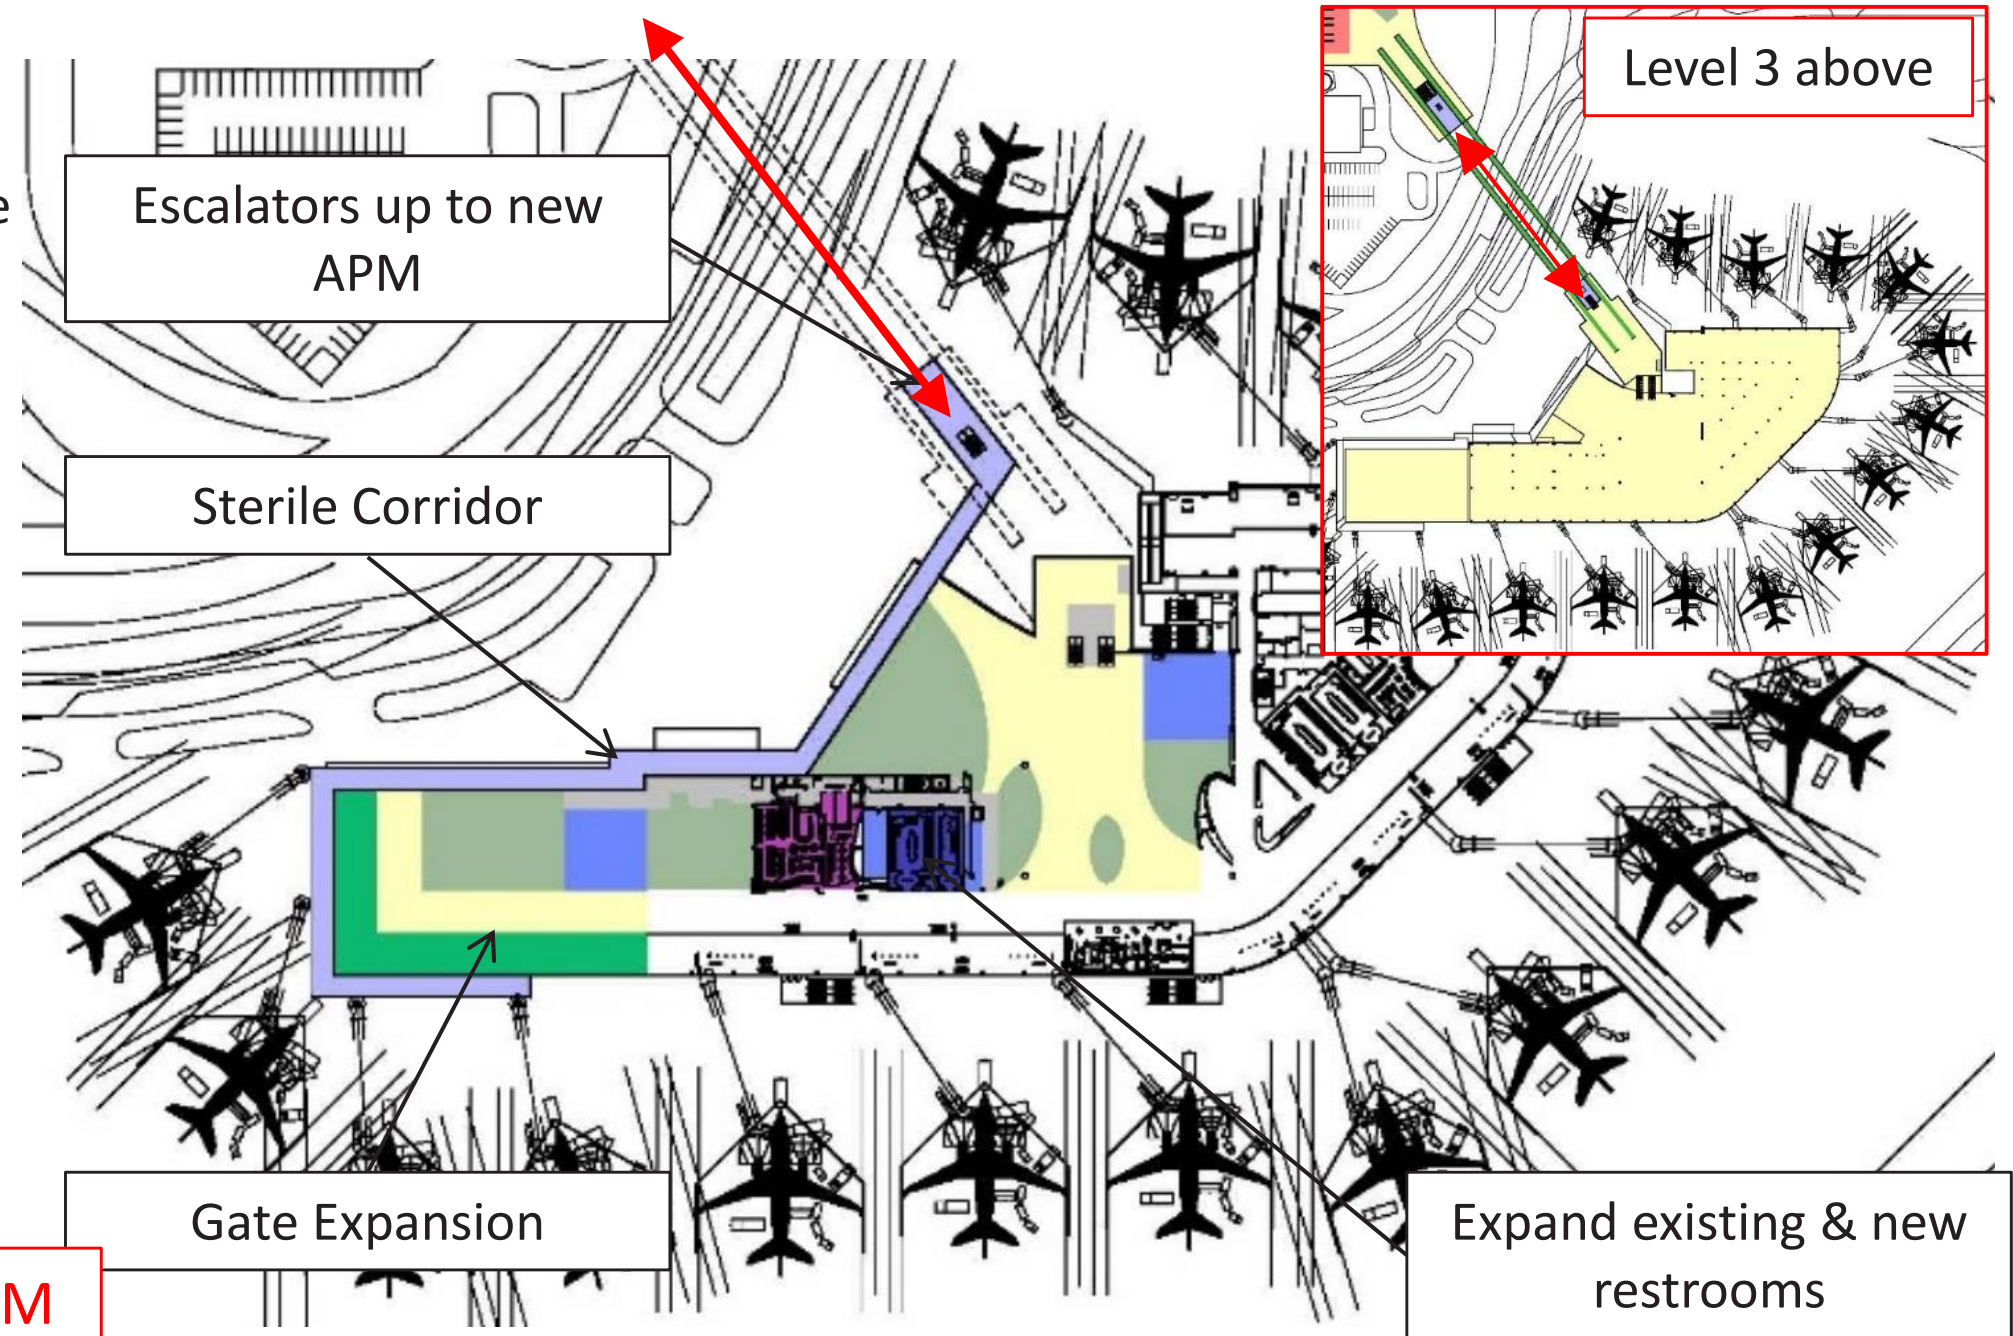 Level 3 above
e
Escalators up to new
APM
Sterile Corridor
Gate Expansion
Expand existing & new
restrooms
M